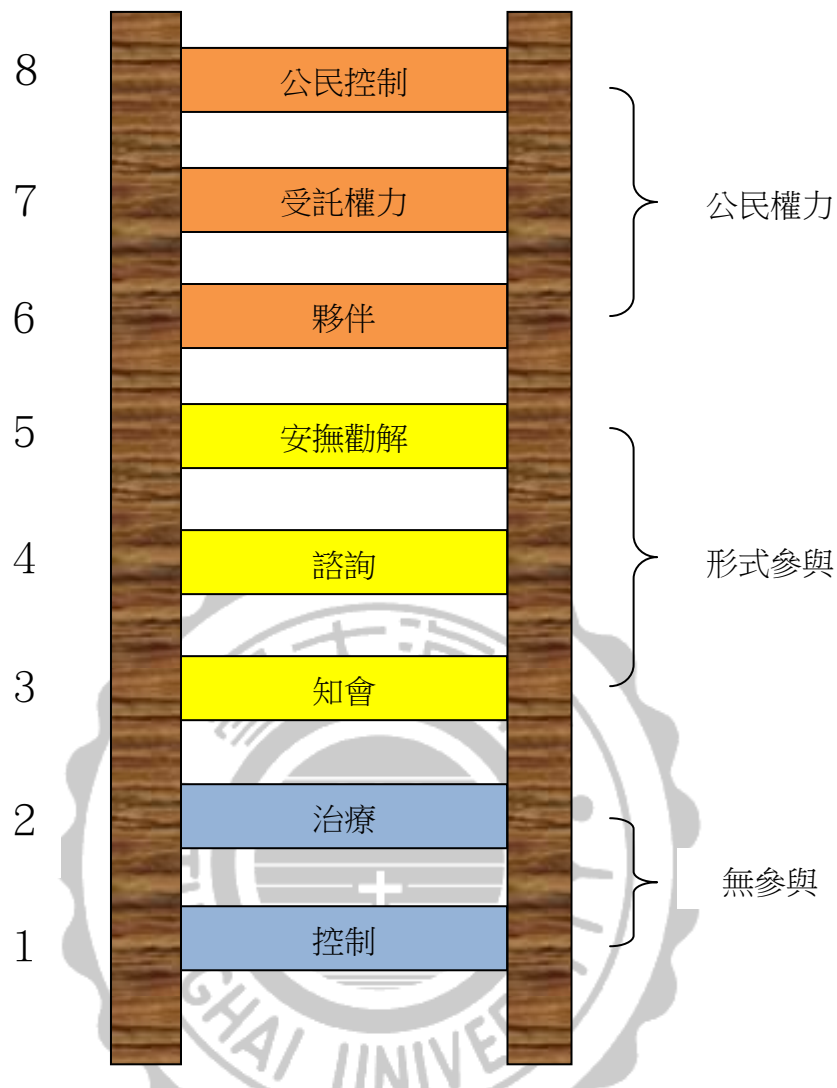 8 公民控制
7 受託權力 公民權力
6 夥伴
5 安撫勸解
4 諮詢 形式參與
3 知會
2 治療
無參與
1 控制
GHAI UNIVER